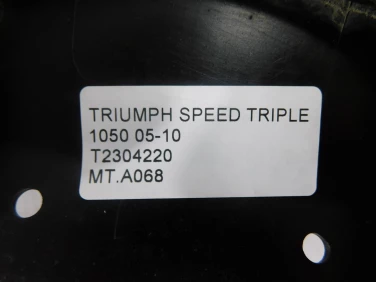 TRIUMPH SPEED TRIPLE
1050 05-10
T2304220
MT.A068